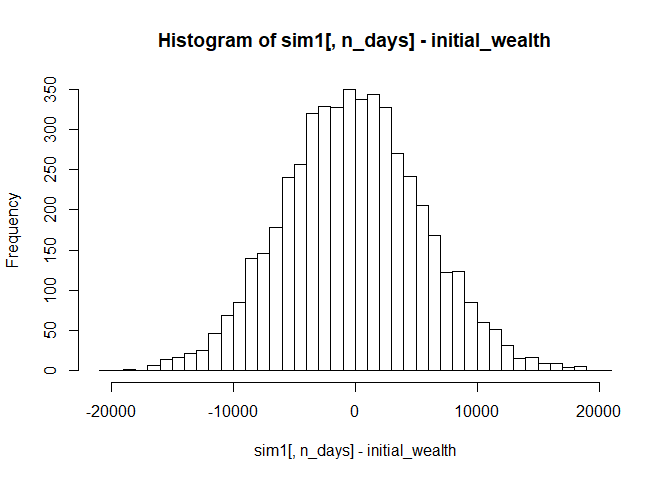 Histogram of sim1[, n_days] - initial_wealth
Frequency
350
300
250
200
150
100
50
0
-20000 -10000 0 10000 20000
sim1[, n_days] - initial_wealth